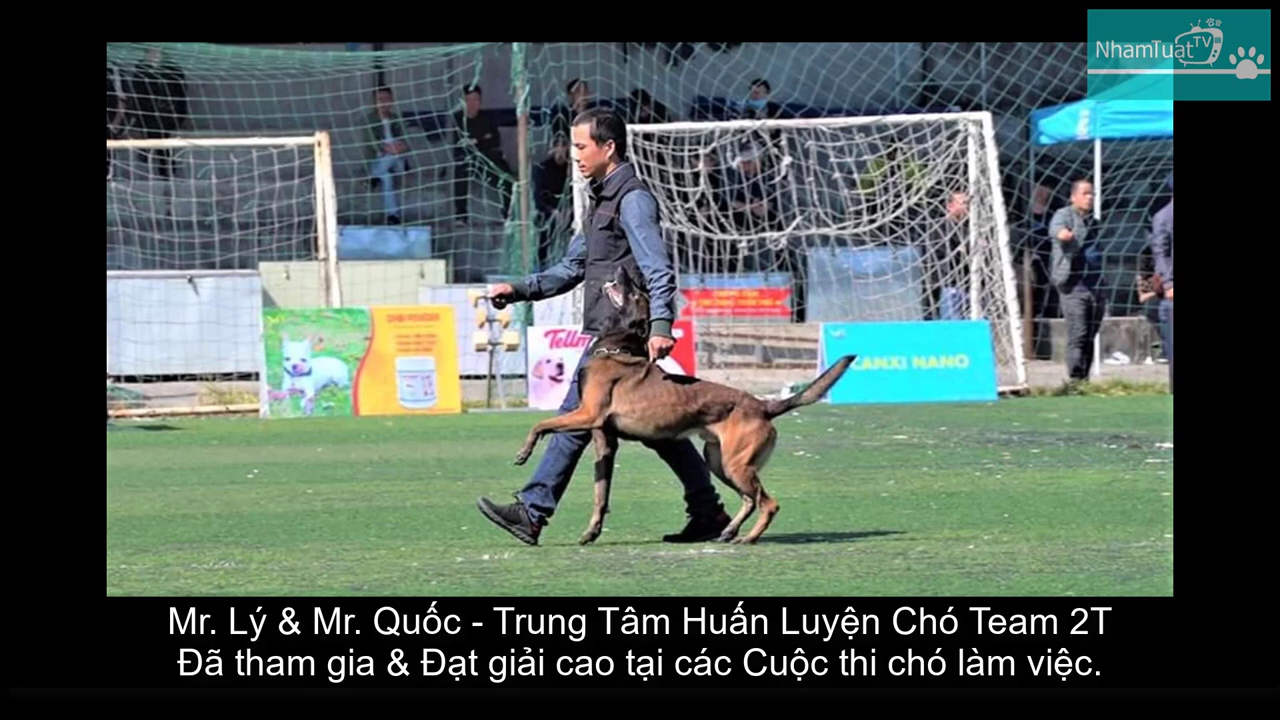 NhamTuatTV
Tellm
CANXI NANO
Mr. Lý & Mr. Quốc - Trung Tâm Huấn Luyện Chó Team 2T
Đã tham gia & Đạt giải cao tại các Cuộc thi chó làm việc.